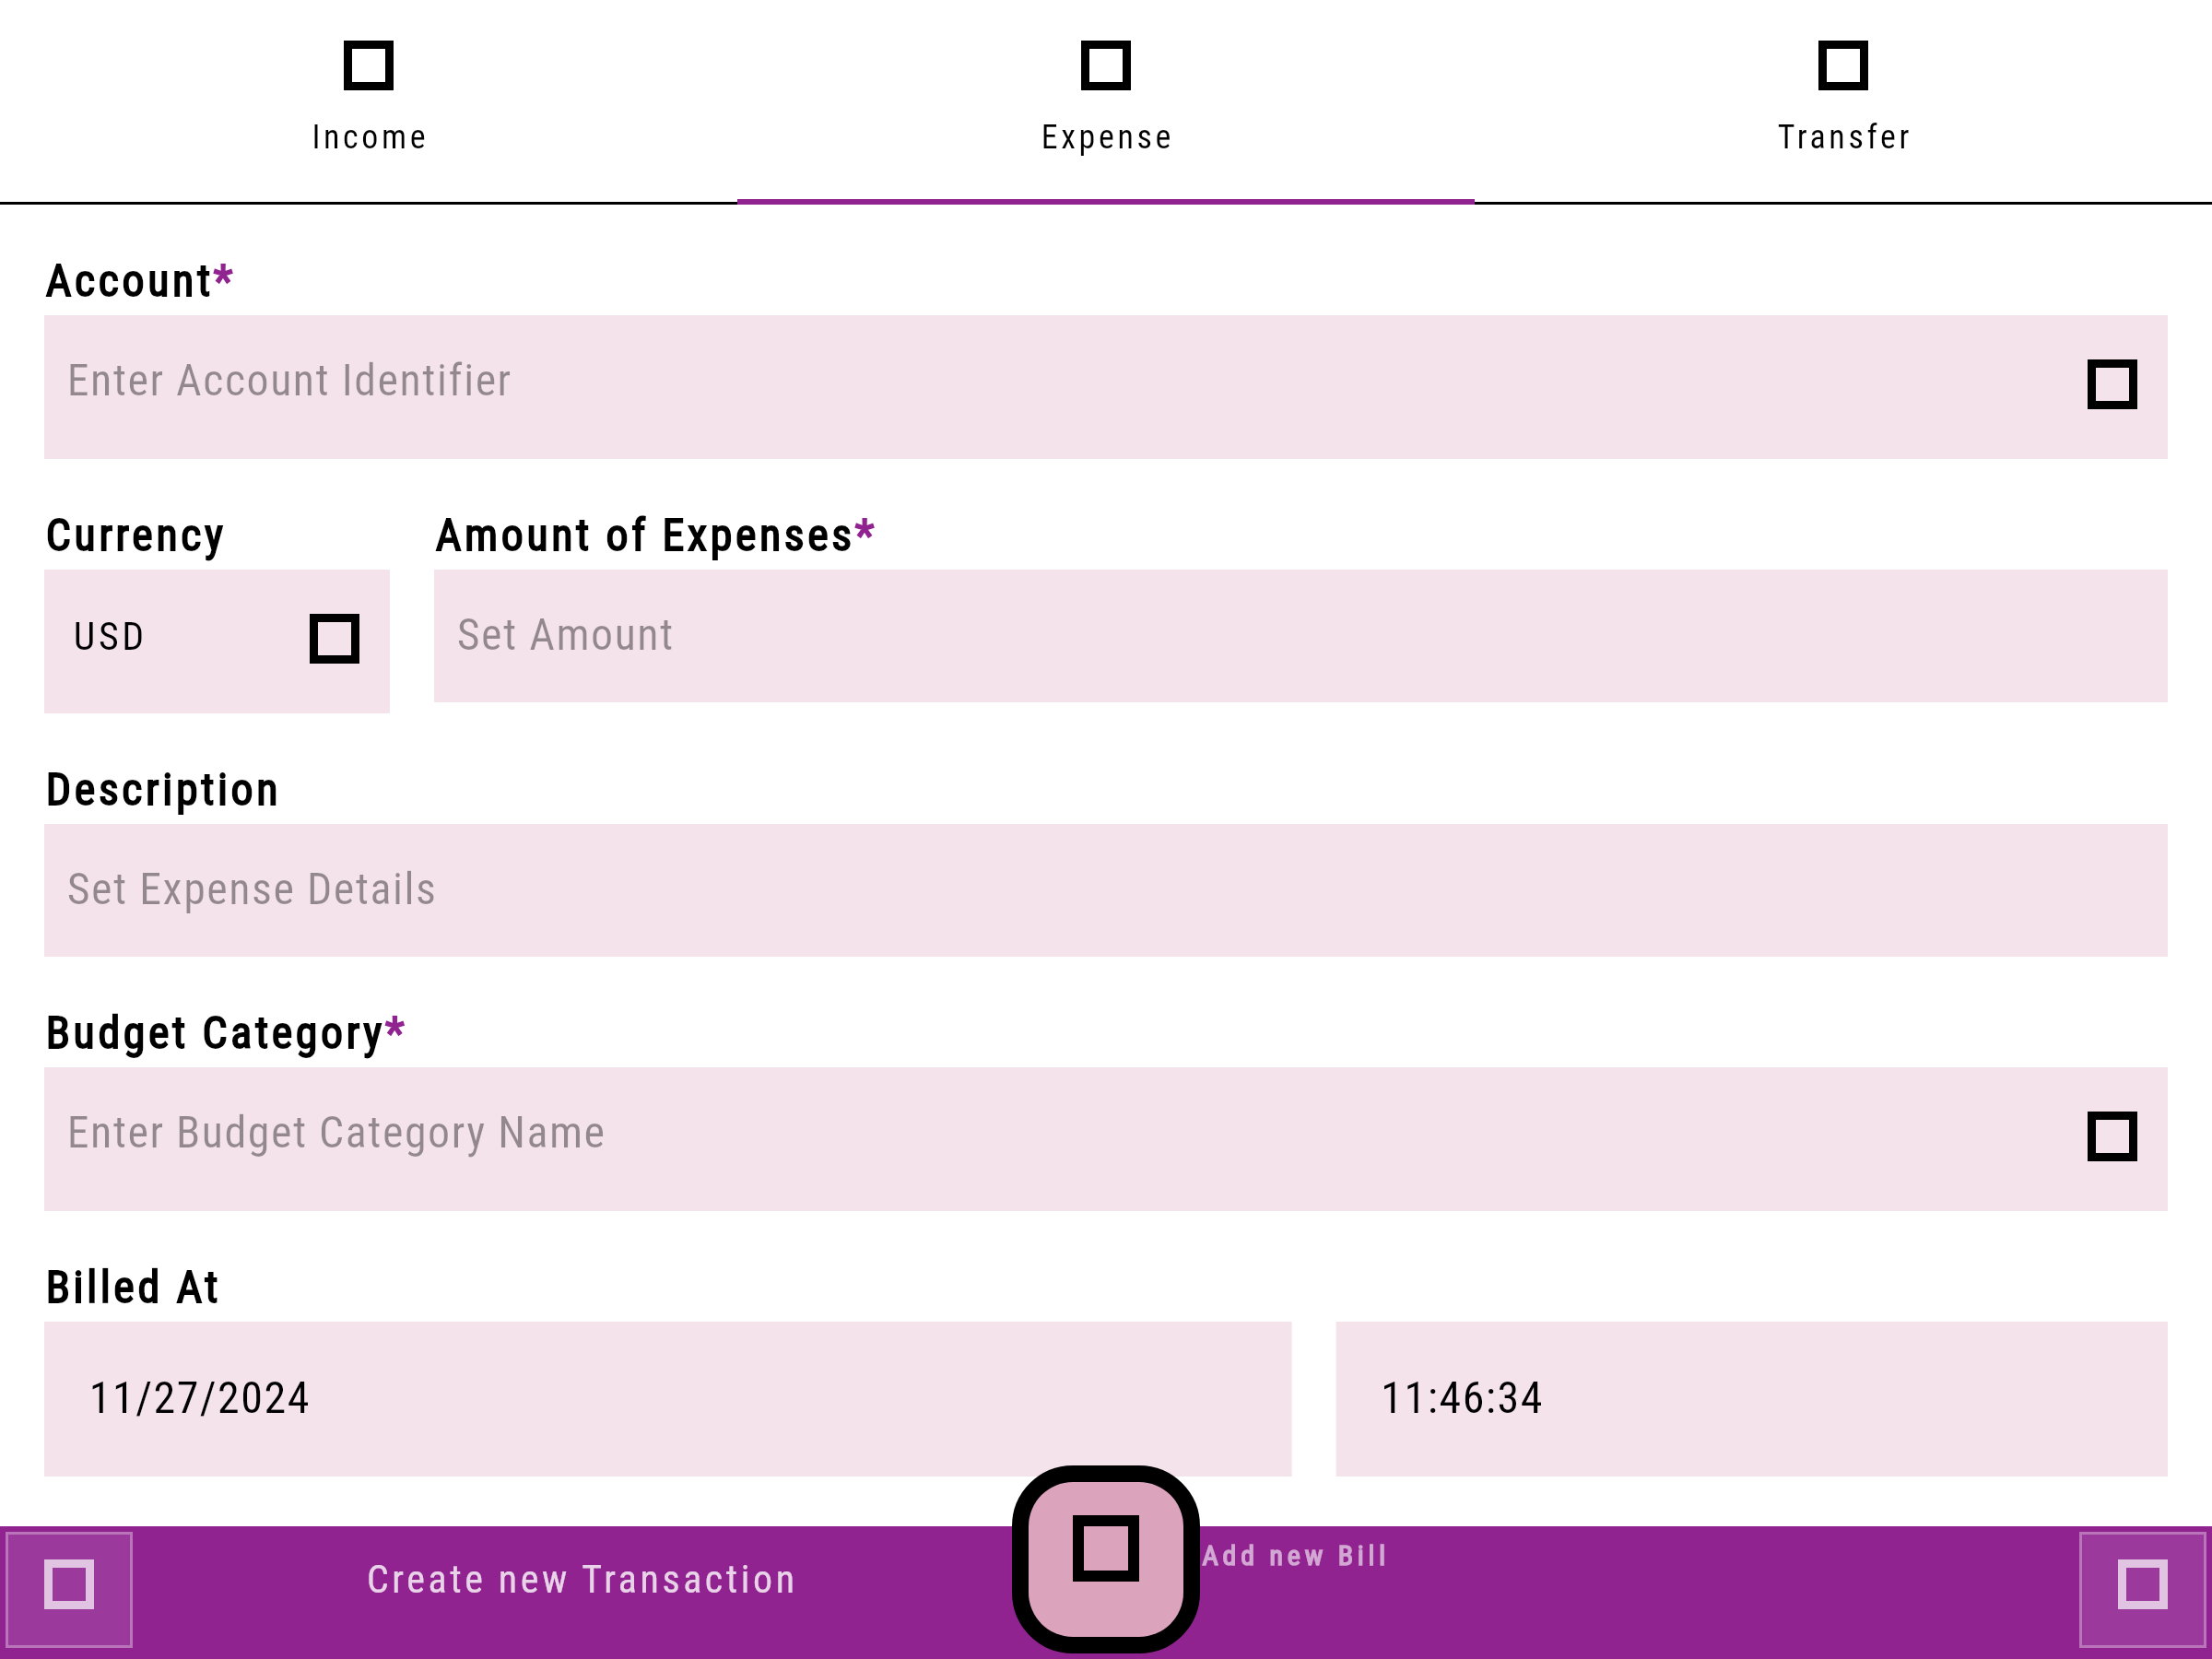 Income
Expense
Transfer
Account*
Enter Account Identifier
Currency
Amount of Expenses*
USD
Set Amount
Description
Set Expense Details
Budget Category*
Enter Budget Category Name
Billed At
11/27/2024
11:46:34
Create new Transaction
Add new Bill